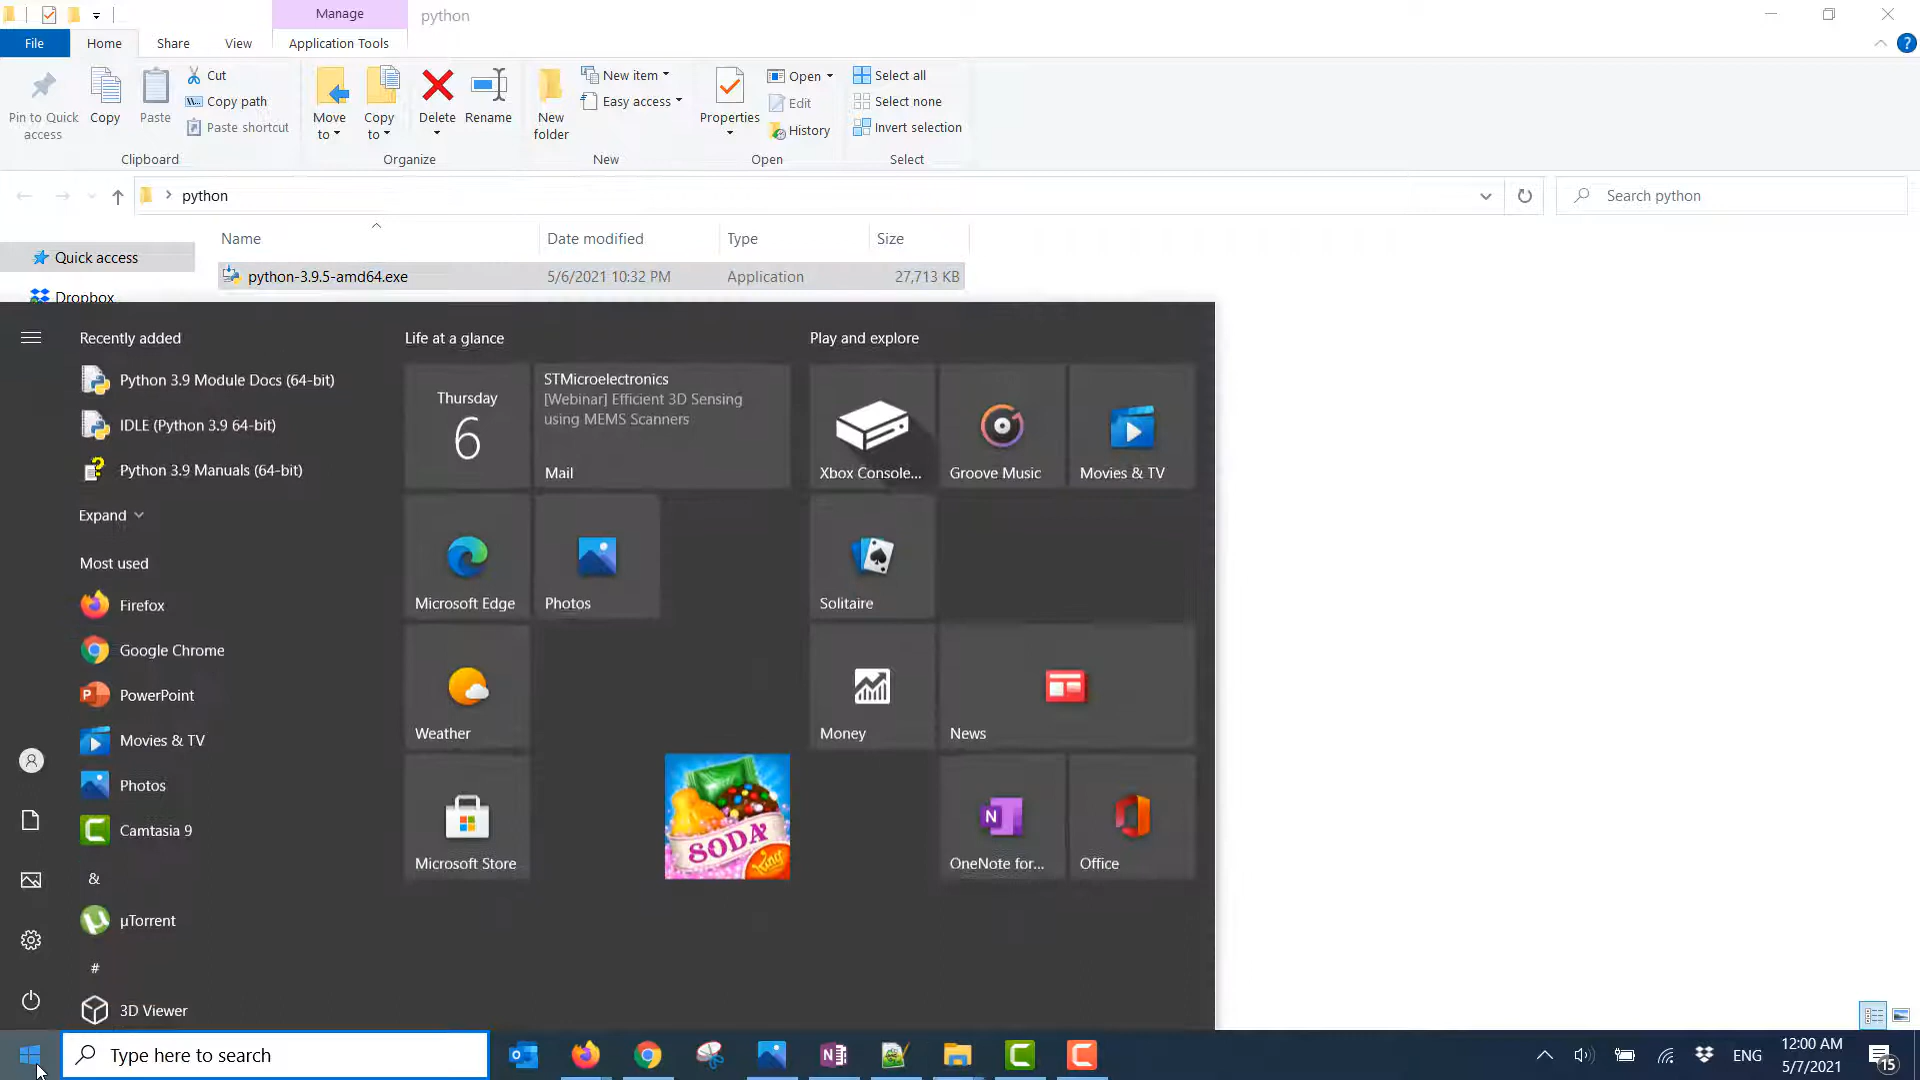 Manage
python
File
Home
Share
View
Application Tools
Pin to Quick
access
Copy
Paste
Cut
Copy path
Paste shortcut
Clipboard
Move
to
Copy
to
Delete
Rename
Organize
New
folder
New item
Easy access
New
Properties
Open
Edit
History
Open
Select all
Select none
Invert selection
Select
python
Search python
Name
Date modified
Type
Size
Quick access
python-3.9.5-amd64.exe
5/6/2021 10:32 PM
Application
27,713 KB
Dropbox
Recently added
Python 3.9 Module Docs (64-bit)
IDLE (Python 3.9 64-bit)
Python 3.9 Manuals (64-bit)
Expand
Most used
Firefox
Google Chrome
PowerPoint
Movies & TV
Photos
Camtasia 9
&
µTorrent
#
3D Viewer
Life at a glance
Thursday
6
STMicroelectronics
[Webinar] Efficient 3D Sensing
using MEMS Scanners
Mail
Microsoft Edge
Photos
Weather
Microsoft Store
SODA
King
Play and explore
Xbox Console...
Groove Music
Movies & TV
Solitaire
Money
News
OneNote for...
Office
Type here to search
ENG
12:00 AM
5/7/2021
15